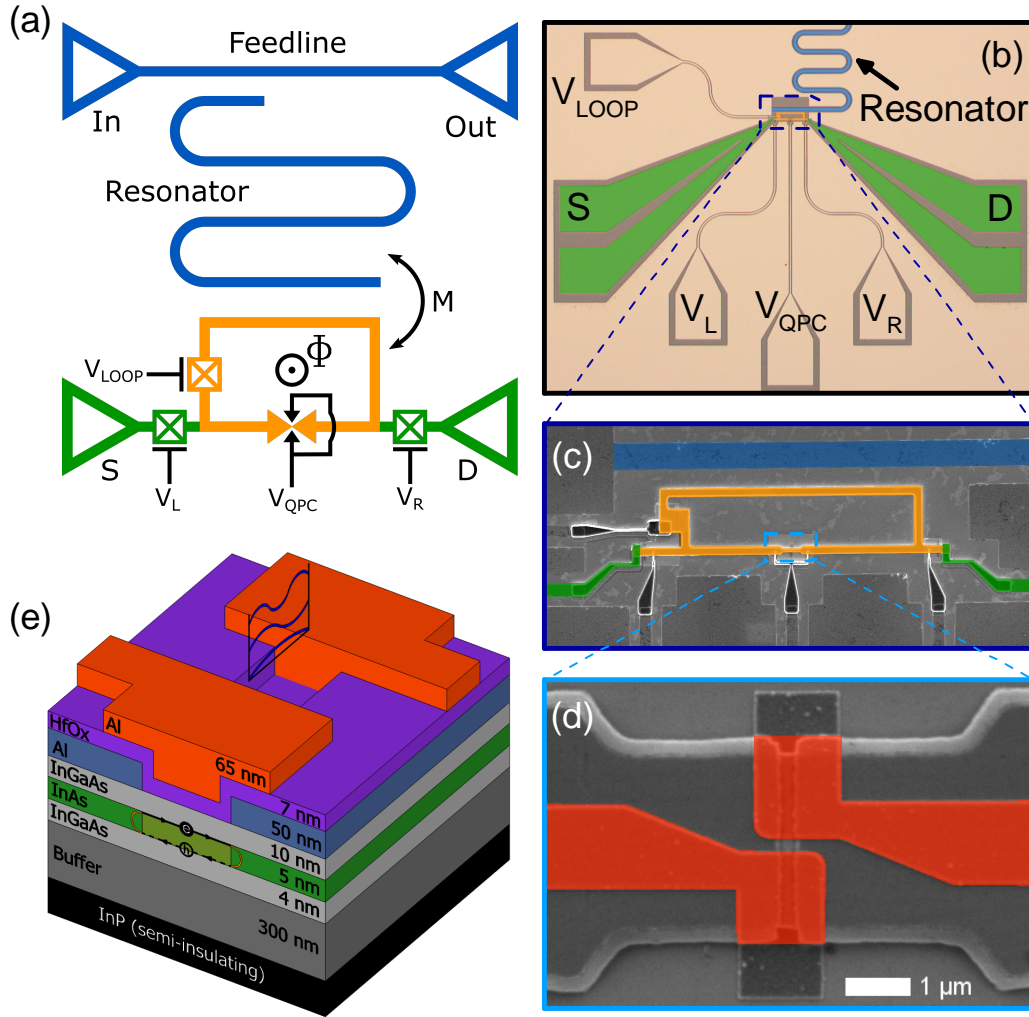 (a)
Feedline
In
Out
Resonator
M
Φ
V_LOOP
S
D
V_L
V_QPC
V_R
(b)
V_LOOP
Resonator
S
D
V_L
V_QPC
V_R
(c)
(d)
1 μm
(e)
HfOx
Al
Al
65 nm
InGaAs
7 nm
InAs
50 nm
InGaAs
10 nm
e
h
5 nm
Buffer
4 nm
300 nm
InP (semi-insulating)